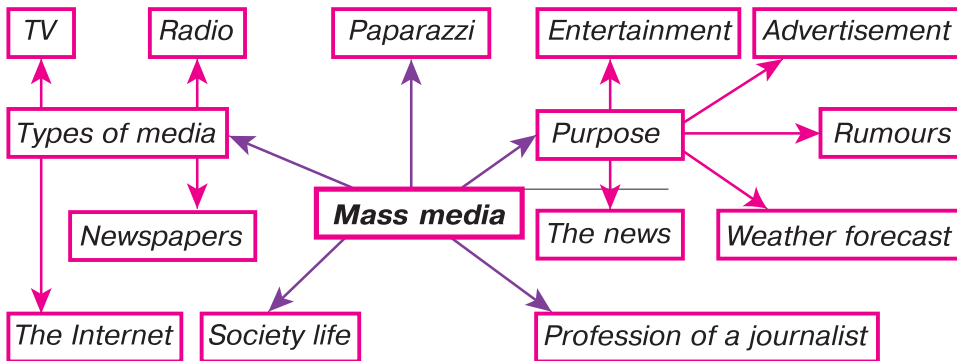 TV
Radio
Paparazzi
Entertainment
Advertisement
Types of media
Purpose
Rumours
Mass media
Newspapers
The news
Weather forecast
The Internet
Society life
Profession of a journalist